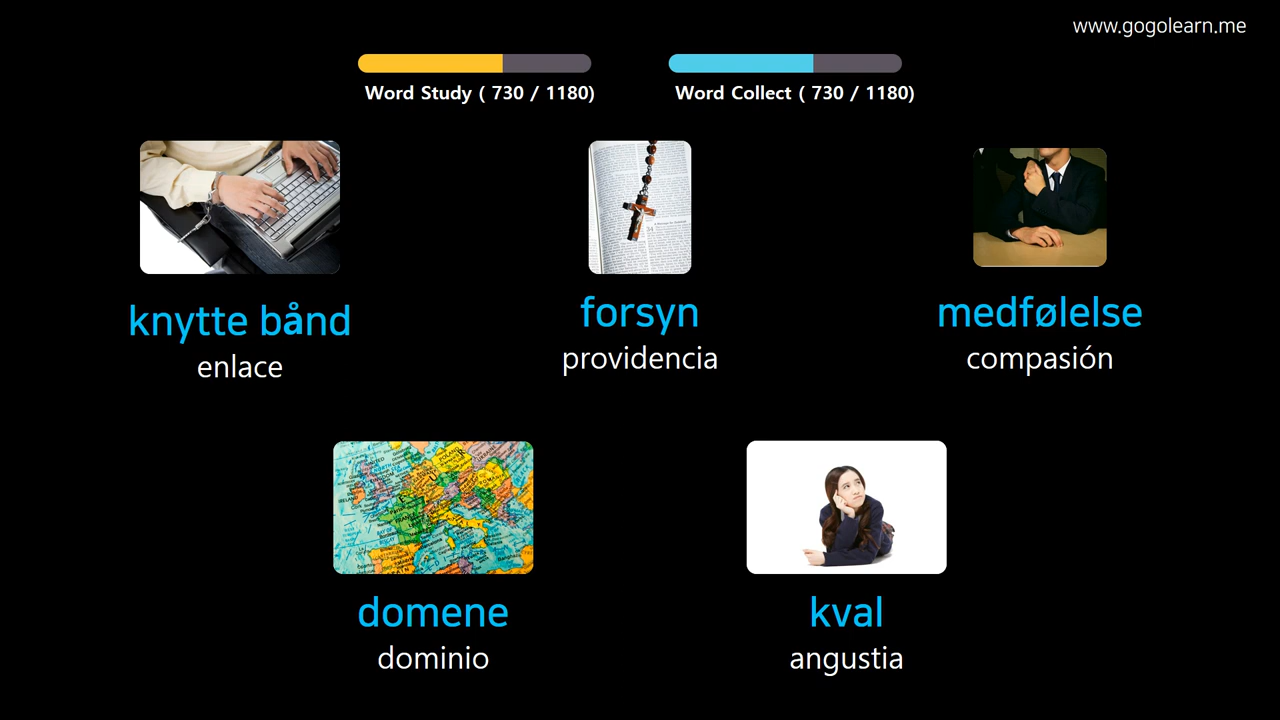 www.gogolearn.me
Word Study ( 730 / 1180)
Word Collect ( 730 / 1180)
knytte bånd
enlace
forsyn
providencia
medfølelse
compasión
domene
dominio
kval
angustia